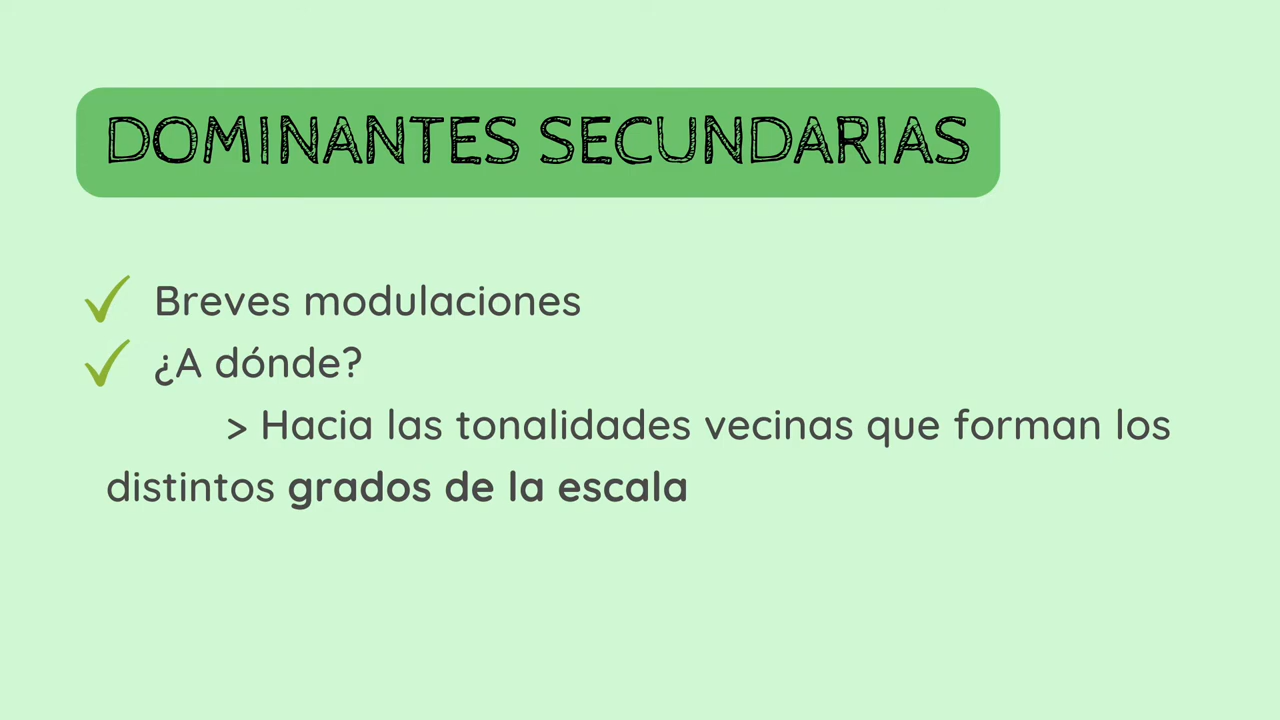 DOMINANTES SECUNDARIAS
Breves modulaciones
¿A dónde?
> Hacia las tonalidades vecinas que forman los
distintos grados de la escala